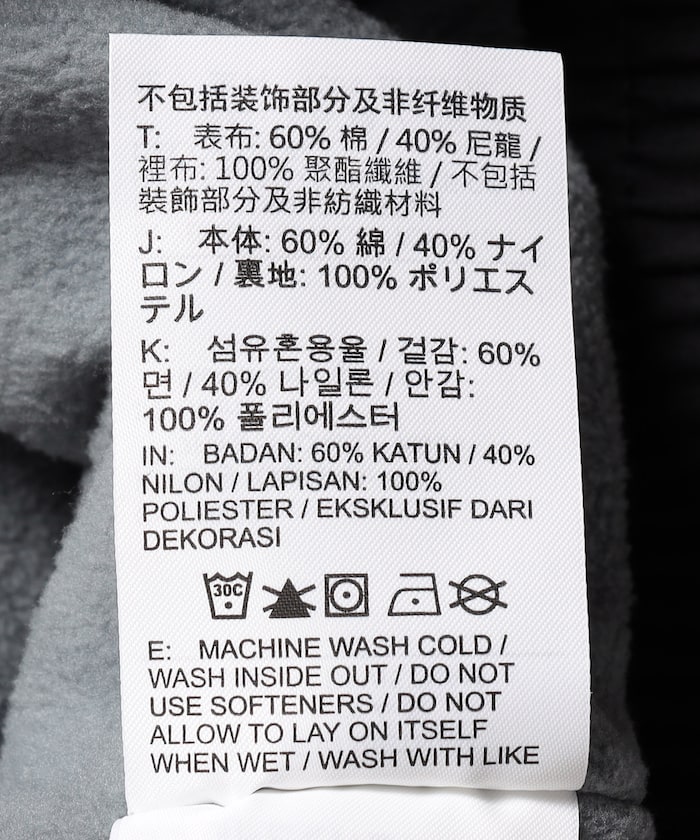 不包括装饰部分及非纤维物质
T: 表布: 60% 棉 / 40% 尼龍 /
裡布: 100% 聚酯纖維 / 不包括
裝飾部分及非紡織材料
J: 本体: 60% 綿 / 40% ナイ
ロン / 裏地: 100% ポリエス
テル
K: 섬유혼용율 / 겉감: 60%
면 / 40% 나일론 / 안감:
100% 폴리에스터
IN: BADAN: 60% KATUN / 40%
NILON / LAPISAN: 100%
POLIESTER / EKSKLUSIF DARI
DEKORASI
30C
E: MACHINE WASH COLD /
WASH INSIDE OUT / DO NOT
USE SOFTENERS / DO NOT
ALLOW TO LAY ON ITSELF
WHEN WET / WASH WITH LIKE